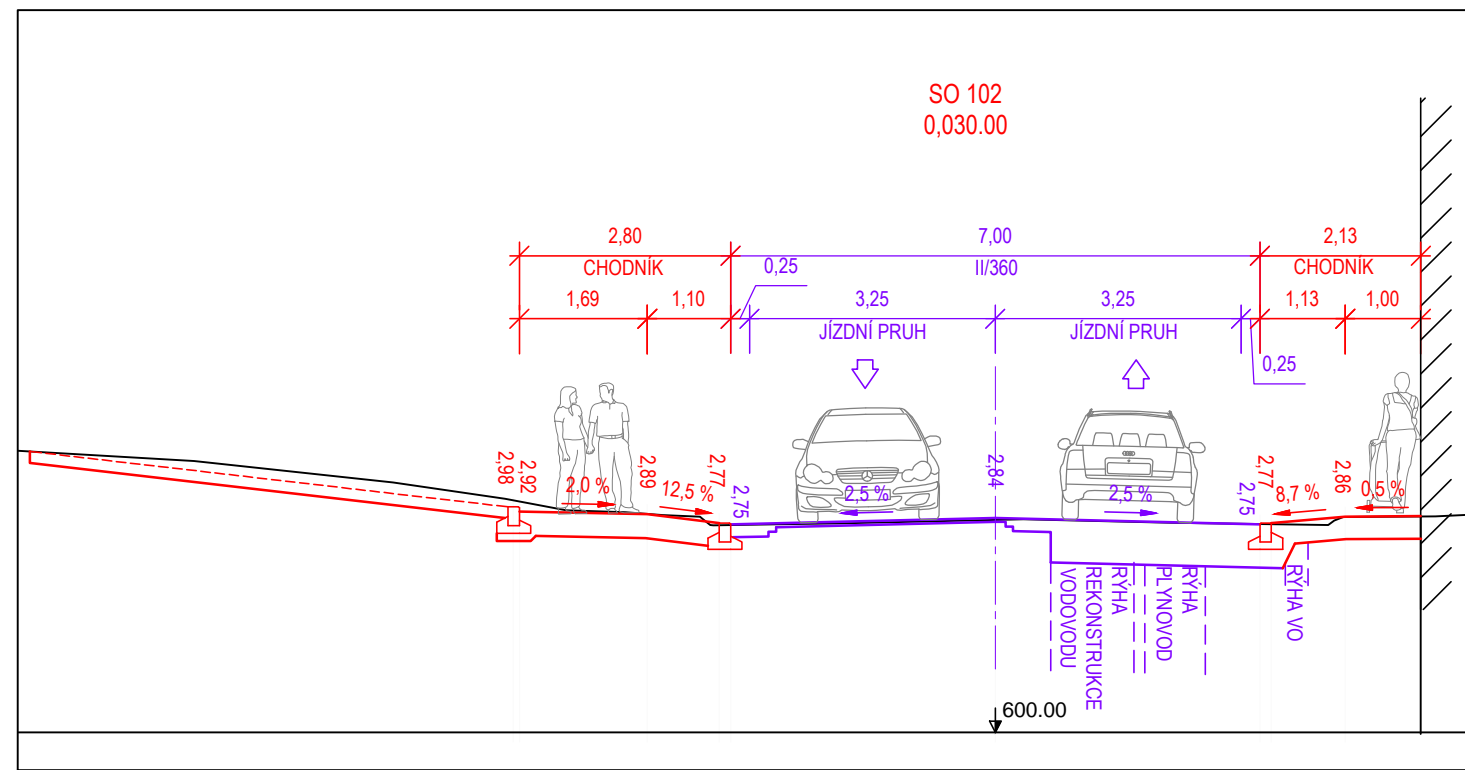 SO 102
0,030.00
2,80
7,00
2,13
CHODNÍK
0,25
II/360
CHODNÍK
1,69
1,10
3,25
3,25
1,13
1,00
JÍZDNÍ PRUH
JÍZDNÍ PRUH
0,25
2,98
2,92
2,0 %
2,89
12,5 %
2,77
2,75
2,5 %
2,84
2,5 %
2,75
2,77
8,7 %
2,86
0,5 %
RÝHA
REKONSTRUKCE
VODOVODU
RÝHA
PLYNOVOD
RÝHA VO
600.00